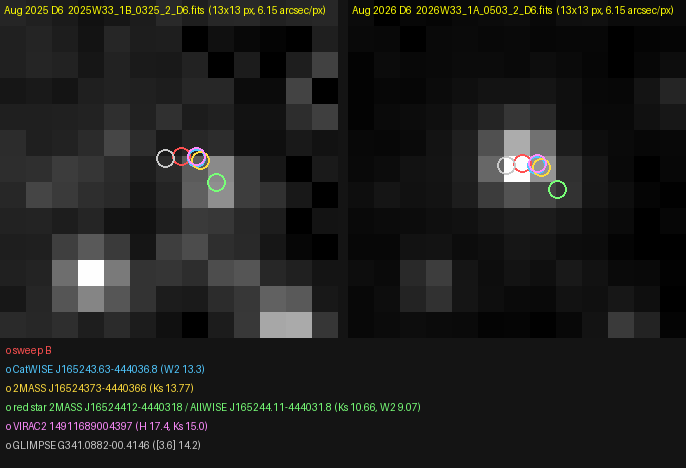 Aug 2025 D6 2025W33_1B_0325_2_D6.fits (13x13 px, 6.15 arcsec/px)
Aug 2026 D6 2026W33_1A_0503_2_D6.fits (13x13 px, 6.15 arcsec/px)
o sweep B
o CatWISE J165243.63-444036.8 (W2 13.3)
o 2MASS J16524373-4440366 (Ks 13.77)
o red star 2MASS J16524412-4440318 / AllWISE J165244.11-444031.8 (Ks 10.66, W2 9.07)
o VIRAC2 14911689004397 (H 17.4, Ks 15.0)
o GLIMPSE G341.0882-00.4146 ([3.6] 14.2)